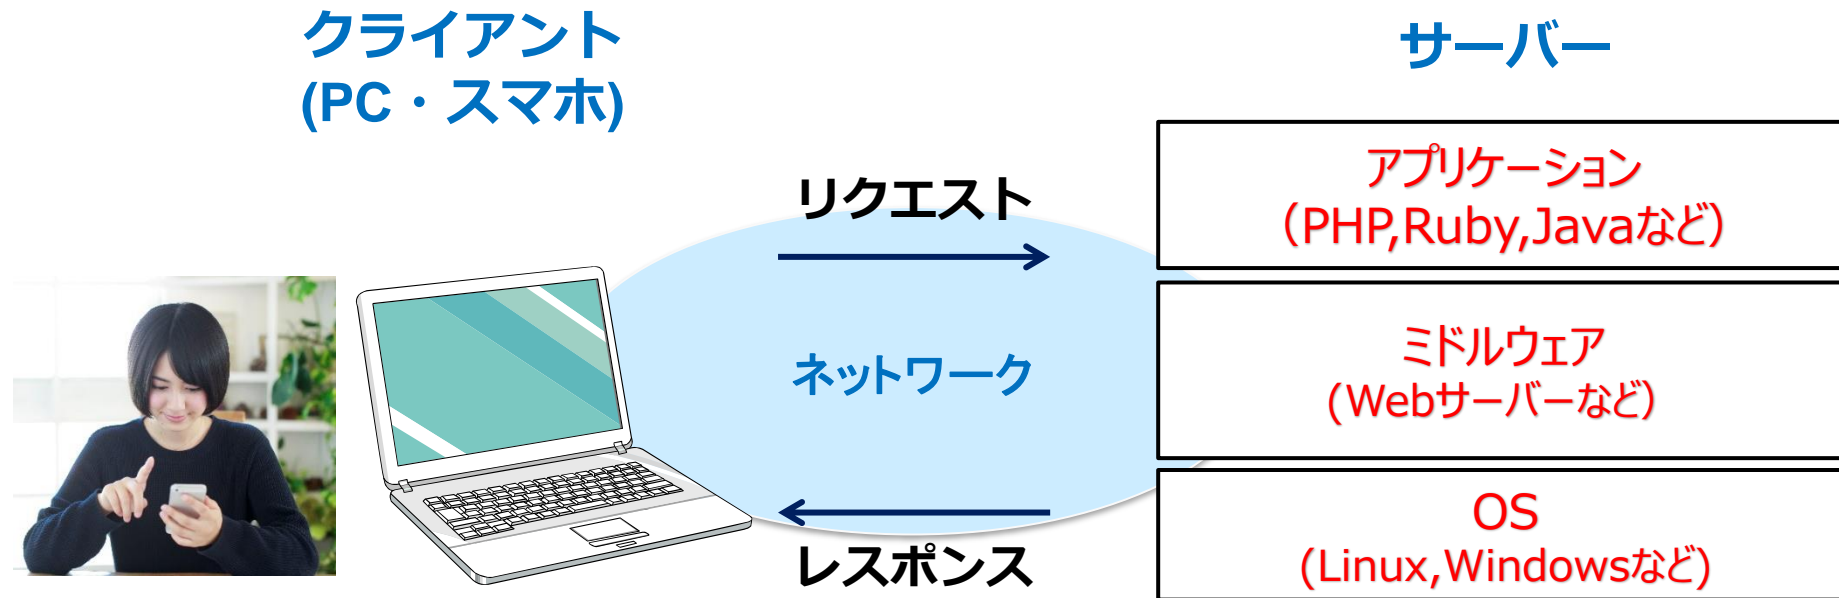 クライアント
(PC・スマホ)
サーバー
リクエスト
ネットワーク
レスポンス
アプリケーション
(PHP,Ruby,Javaなど)
ミドルウェア
(Webサーバーなど)
OS
(Linux,Windowsなど)